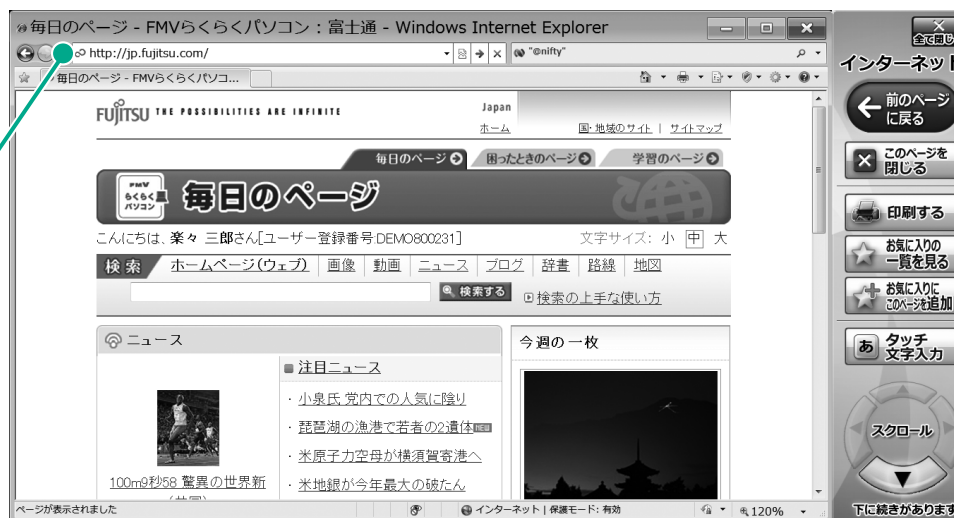 毎日のページ - FMVらくらくパソコン：富士通 - Windows Internet Explorer
http://jp.fujitsu.com/
"@nifty"
毎日のページ - FMVらくらくパソコ...
FUJITSU THE POSSIBILITIES ARE INFINITE
Japan
ホーム
国・地域のサイト | サイトマップ
毎日のページ
困ったときのページ
学習のページ
FMV
らくらく
パソコン
毎日のページ
こんにちは、楽々 三郎さん[ユーザー登録番号:DEMO800231]
文字サイズ: 小 中 大
検索 ホームページ(ウェブ) | 画像 | 動画 | ニュース | ブログ | 辞書 | 路線 | 地図
検索する
検索の上手な使い方
ニュース
注目ニュース
・小泉氏 党内での人気に陰り
・琵琶湖の漁港で若者の2遺体NEW
・米原子力空母が横須賀寄港へ
・米地銀が今年最大の破たん
100m9秒58 驚異の世界新
今週の一枚
ページが表示されました
インターネット | 保護モード: 有効
120%
全て閉じ
インターネット
前のページ
に戻る
このページを
閉じる
印刷する
お気に入りの
一覧を見る
お気に入りに
このページを追加
あ
タッチ
文字入力
スクロール
下に続きがあります